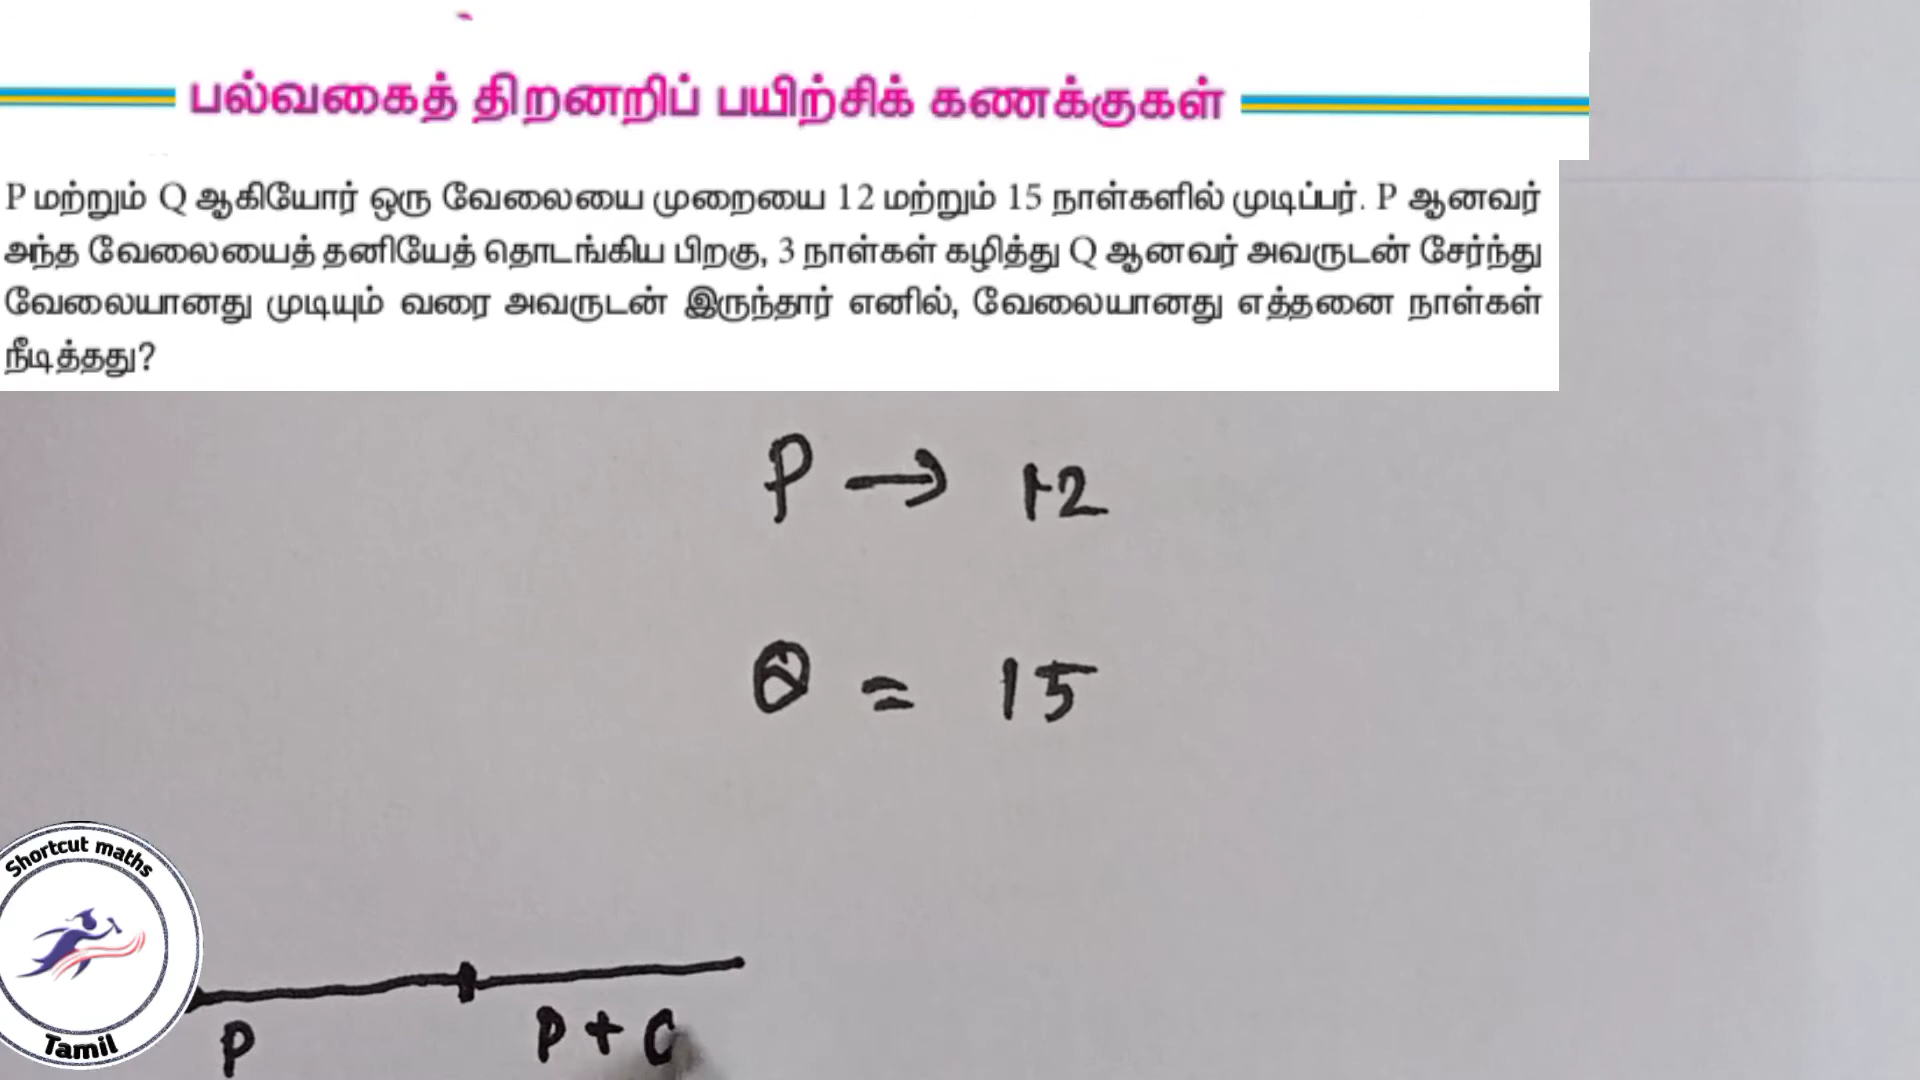 பல்வகைத் திறனறிப் பயிற்சிக் கணக்குகள்
P மற்றும் Q ஆகியோர் ஒரு வேலையை முறையை 12 மற்றும் 15 நாள்களில் முடிப்பர். P ஆனவர்
அந்த வேலையைத் தனியேத் தொடங்கிய பிறகு, 3 நாள்கள் கழித்து Q ஆனவர் அவருடன் சேர்ந்து
வேலையானது முடியும் வரை அவருடன் இருந்தார் எனில், வேலையானது எத்தனை நாள்கள்
நீடித்தது?
P → 12
Q = 15
Shortcut maths
Tamil
P
P +